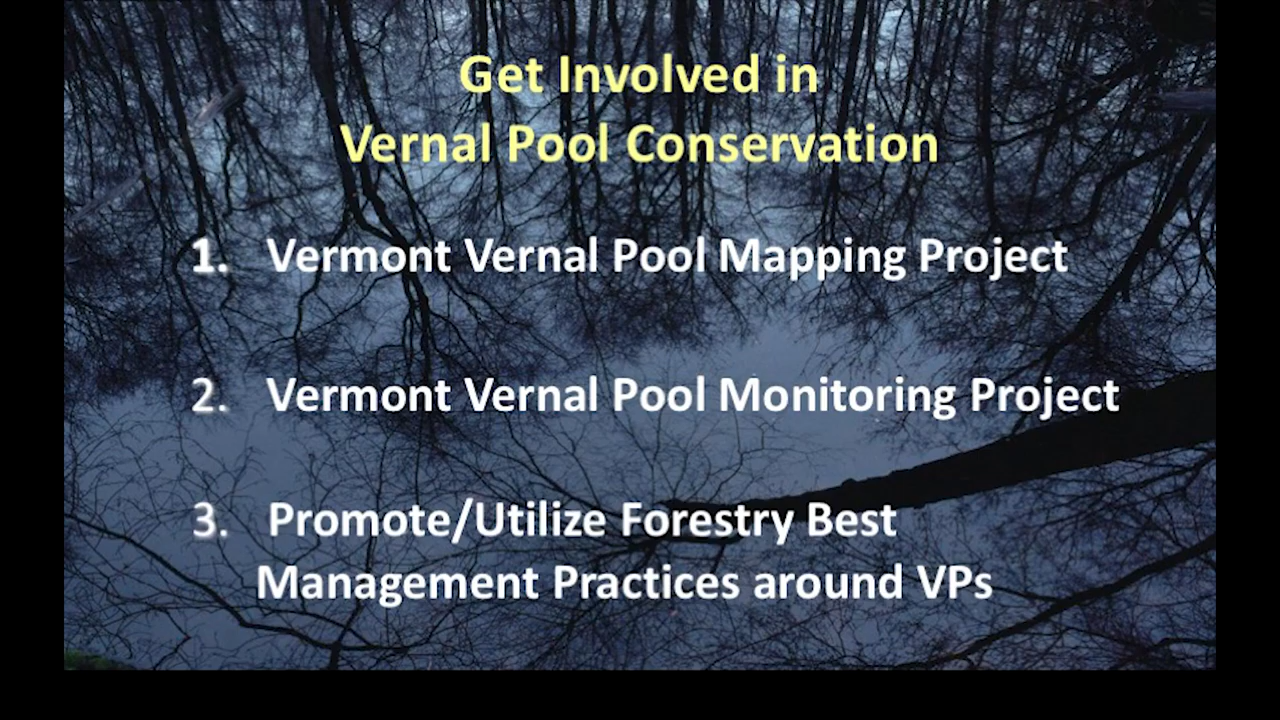 Get Involved in
Vernal Pool Conservation
1. Vermont Vernal Pool Mapping Project
2. Vermont Vernal Pool Monitoring Project
3. Promote/Utilize Forestry Best
Management Practices around VPs